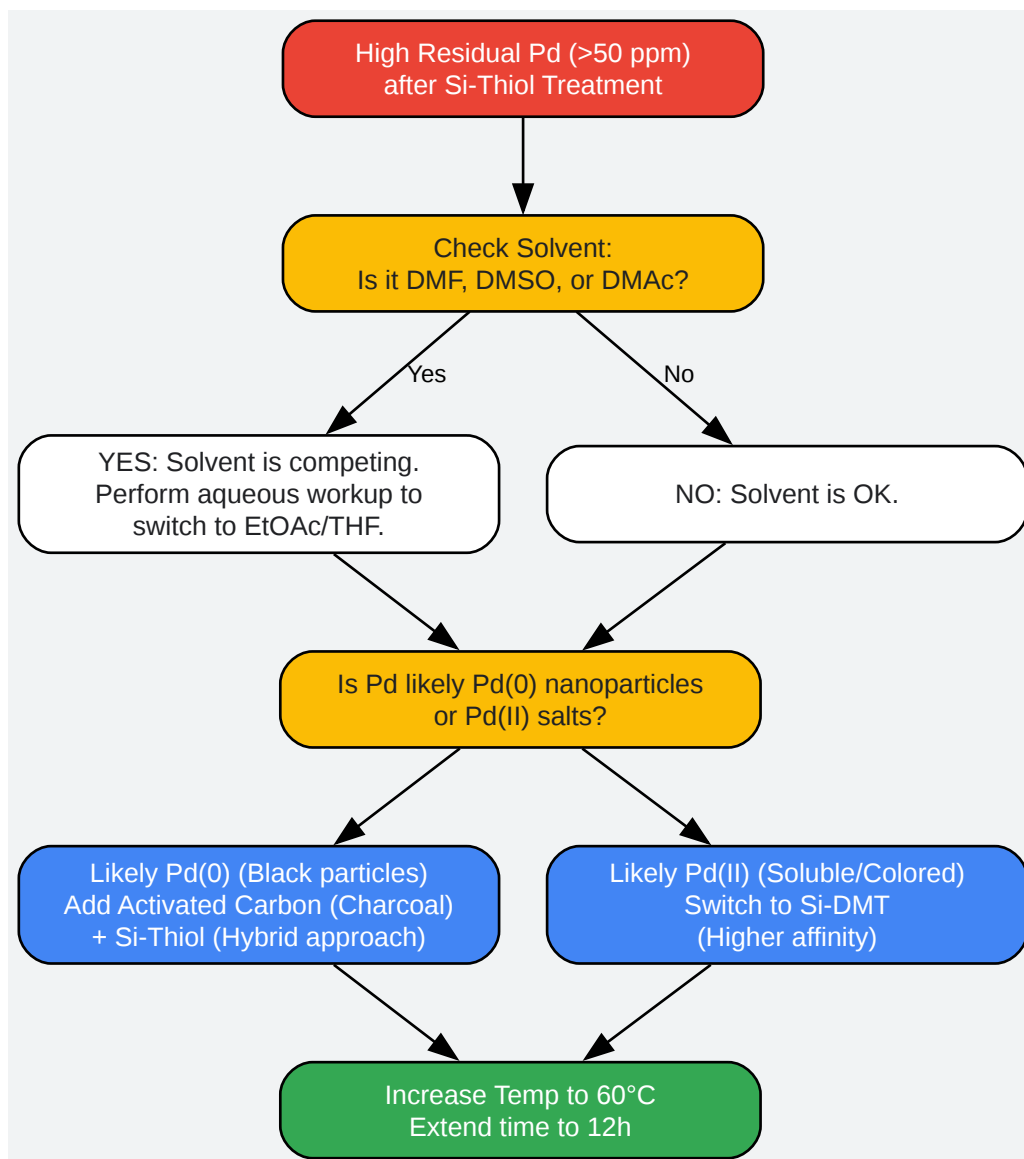 High Residual Pd (>50 ppm)
after Si-Thiol Treatment
Check Solvent:
Is it DMF, DMSO, or DMAc?
Yes
No
YES: Solvent is competing.
Perform aqueous workup to
switch to EtOAc/THF.
NO: Solvent is OK.
Is Pd likely Pd(0) nanoparticles
or Pd(II) salts?
Likely Pd(0) (Black particles)
Add Activated Carbon (Charcoal)
+ Si-Thiol (Hybrid approach)
Likely Pd(II) (Soluble/Colored)
Switch to Si-DMT
(Higher affinity)
Increase Temp to 60°C
Extend time to 12h